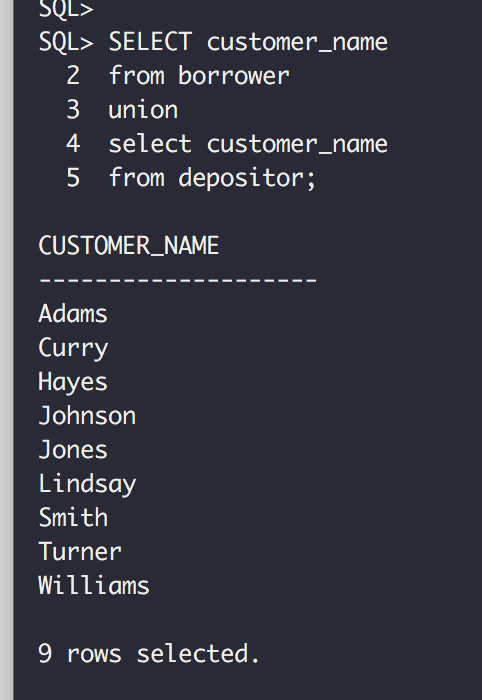 SQL>
SQL> SELECT customer_name
  2  from borrower
  3  union
  4  select customer_name
  5  from depositor;
CUSTOMER_NAME
--------------------
Adams
Curry
Hayes
Johnson
Jones
Lindsay
Smith
Turner
Williams
9 rows selected.